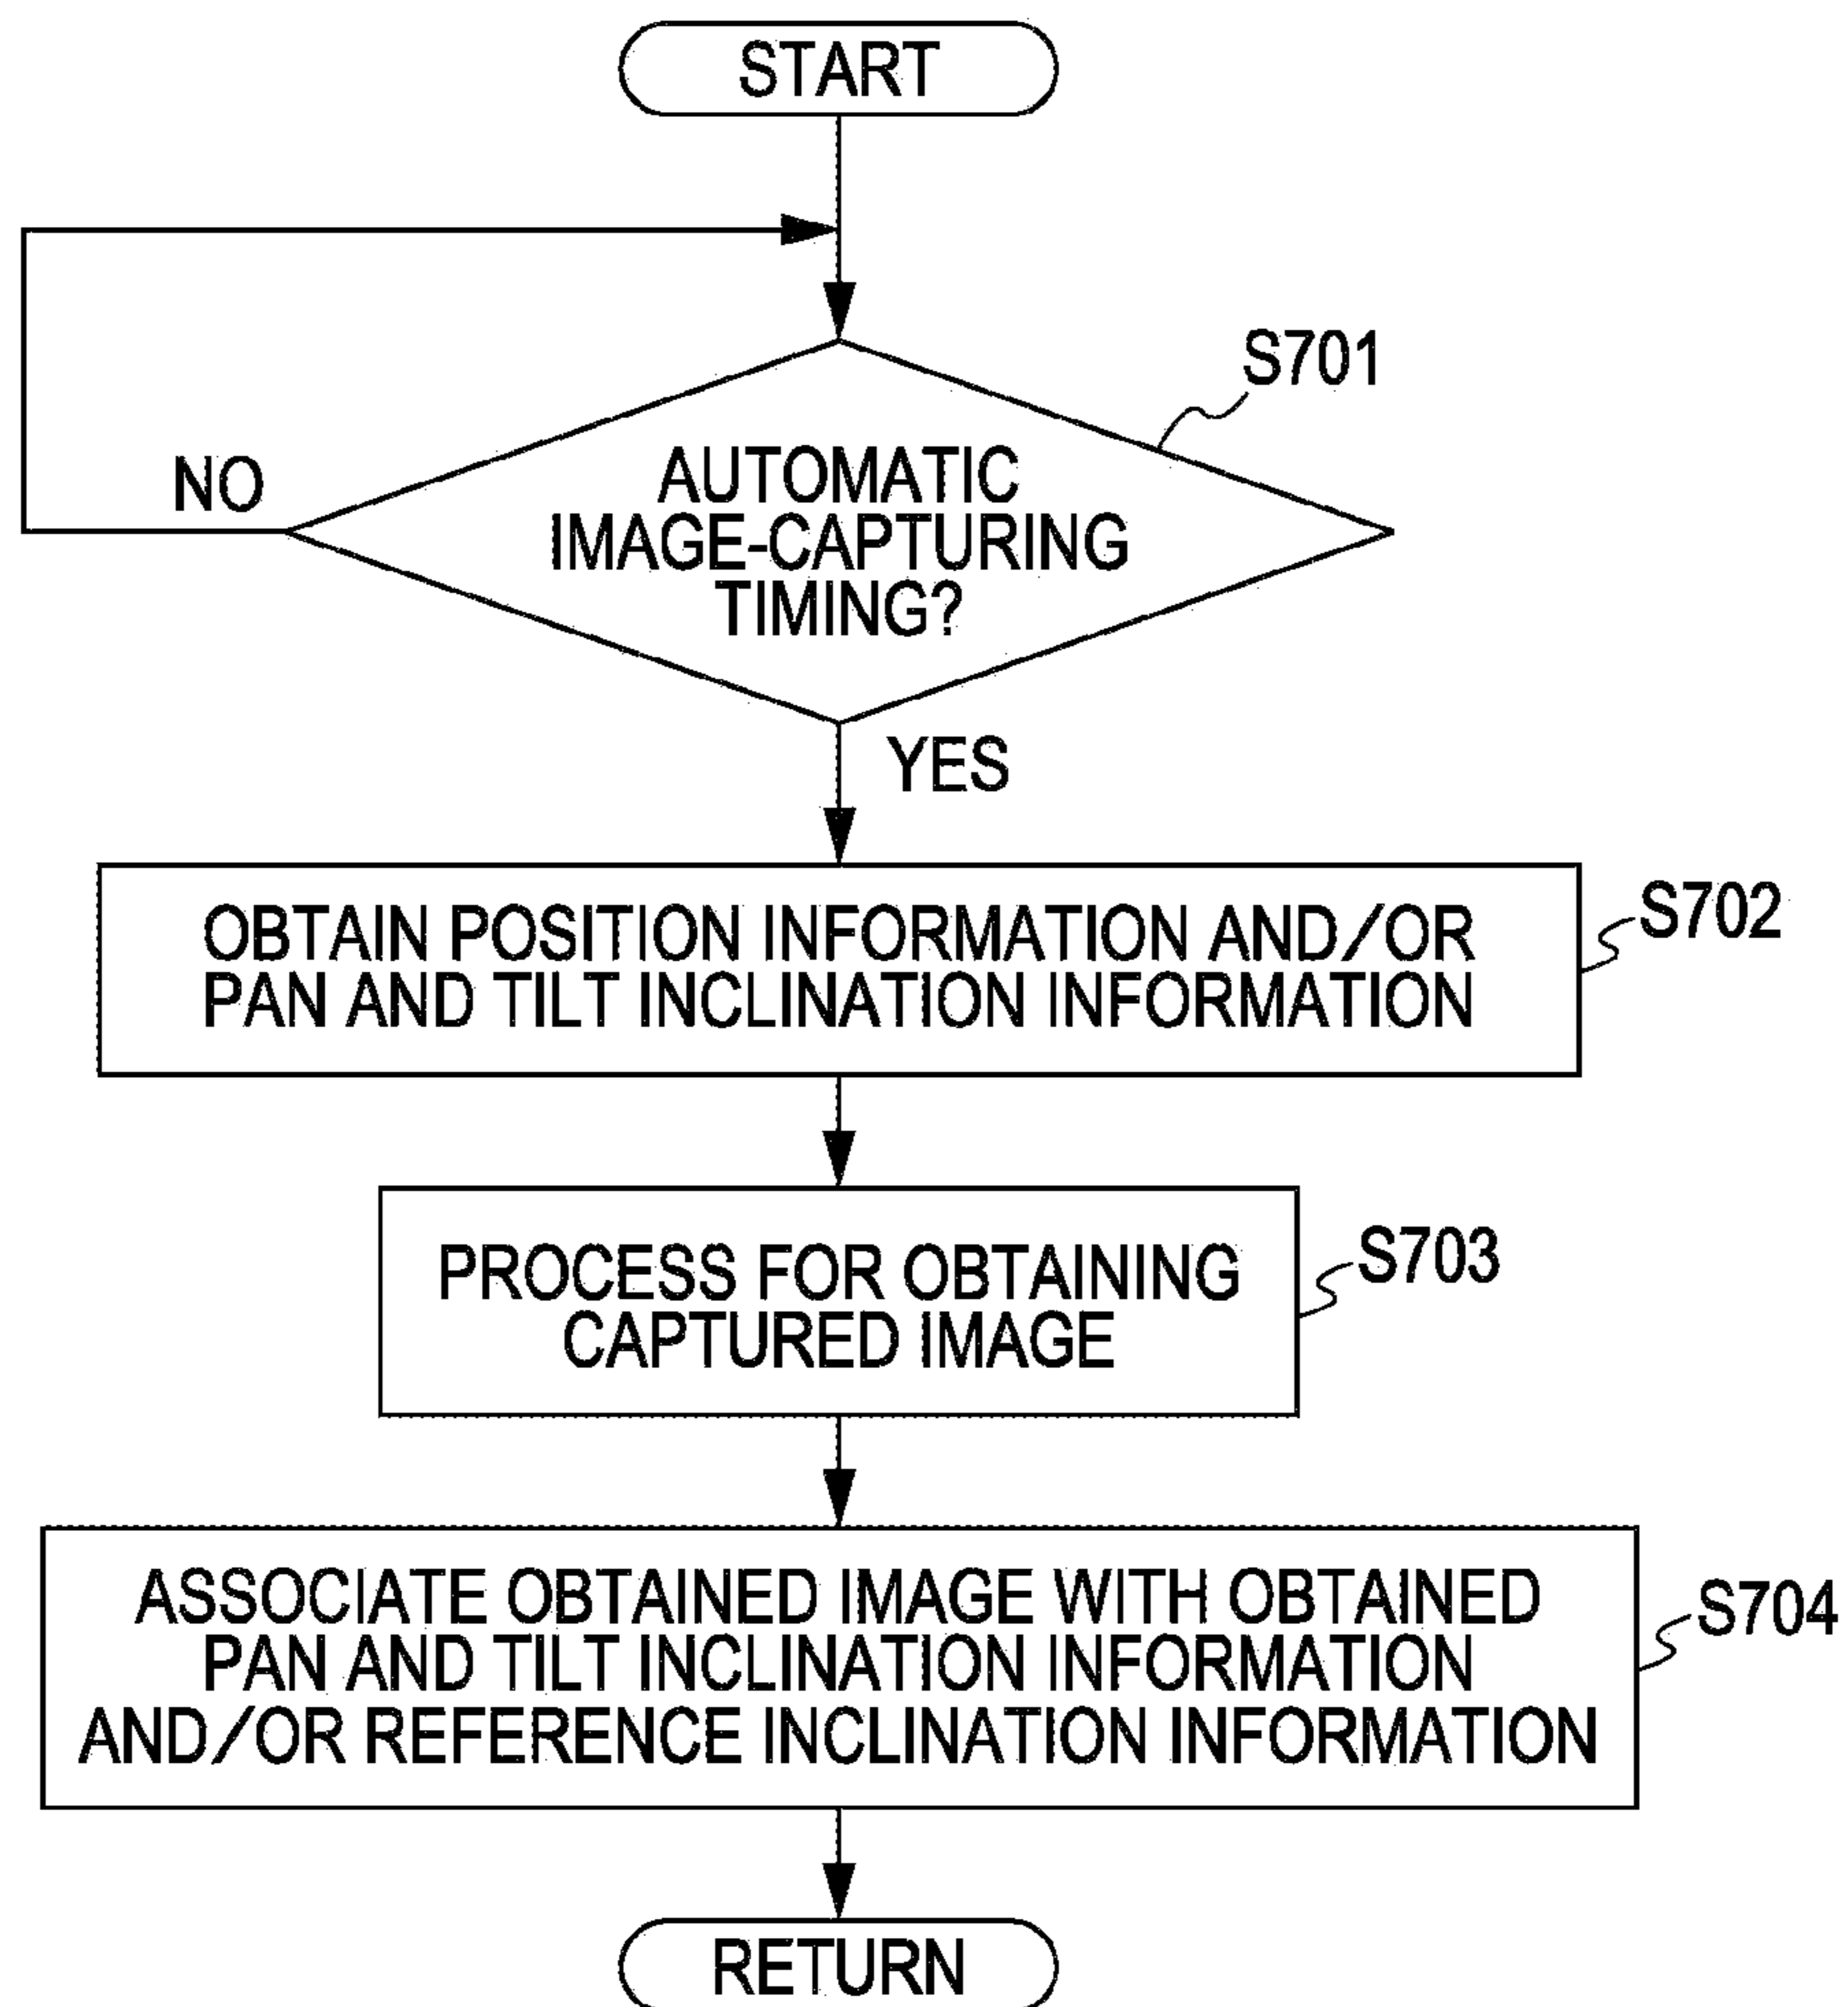 START
S701
NO
AUTOMATIC
IMAGE-CAPTURING
TIMING?
YES
OBTAIN POSITION INFORMATION AND/OR
PAN AND TILT INCLINATION INFORMATION
S702
PROCESS FOR OBTAINING
CAPTURED IMAGE
S703
ASSOCIATE OBTAINED IMAGE WITH OBTAINED
PAN AND TILT INCLINATION INFORMATION
AND/OR REFERENCE INCLINATION INFORMATION
S704
RETURN